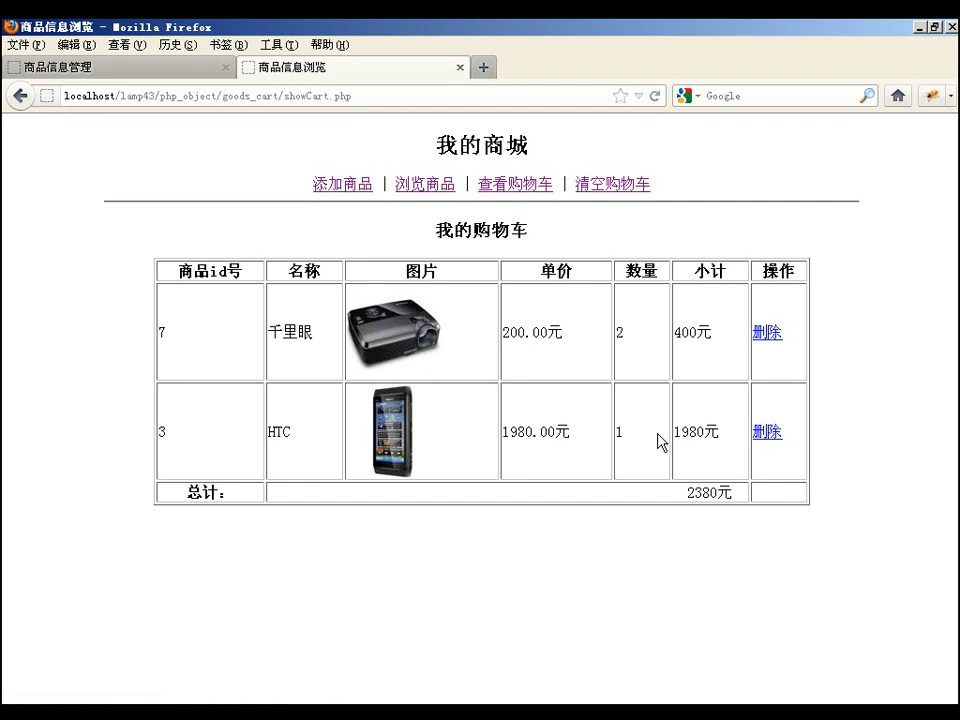 商品信息浏览 - Mozilla Firefox
文件(F) 编辑(E) 查看(V) 历史(S) 书签(B) 工具(T) 帮助(H)
商品信息管理 × 商品信息浏览 × +
localhost/lamp43/php_object/goods_cart/showCart.php Google
我的商城
添加商品 | 浏览商品 | 查看购物车 | 清空购物车
我的购物车
商品id号 名称 图片 单价 数量 小计 操作
7 千里眼 200.00元 2 400元 删除
3 HTC 1980.00元 1 1980元 删除
总计: 2380元